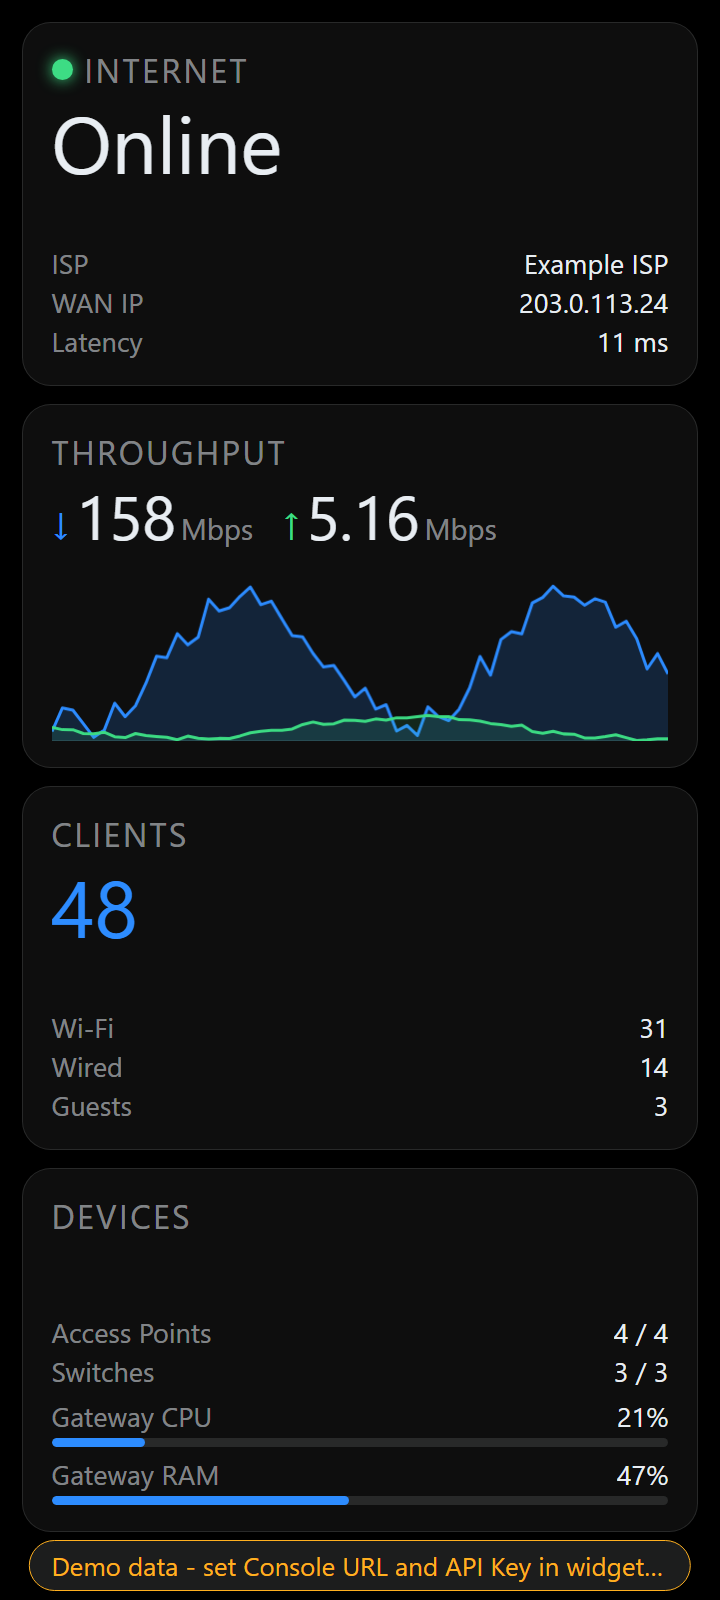 INTERNET
Online
ISP Example ISP
WAN IP 203.0.113.24
Latency 11 ms
THROUGHPUT
↓ 158 Mbps ↑ 5.16 Mbps
CLIENTS
48
Wi-Fi 31
Wired 14
Guests 3
DEVICES
Access Points 4 / 4
Switches 3 / 3
Gateway CPU 21%
Gateway RAM 47%
Demo data - set Console URL and API Key in widget...